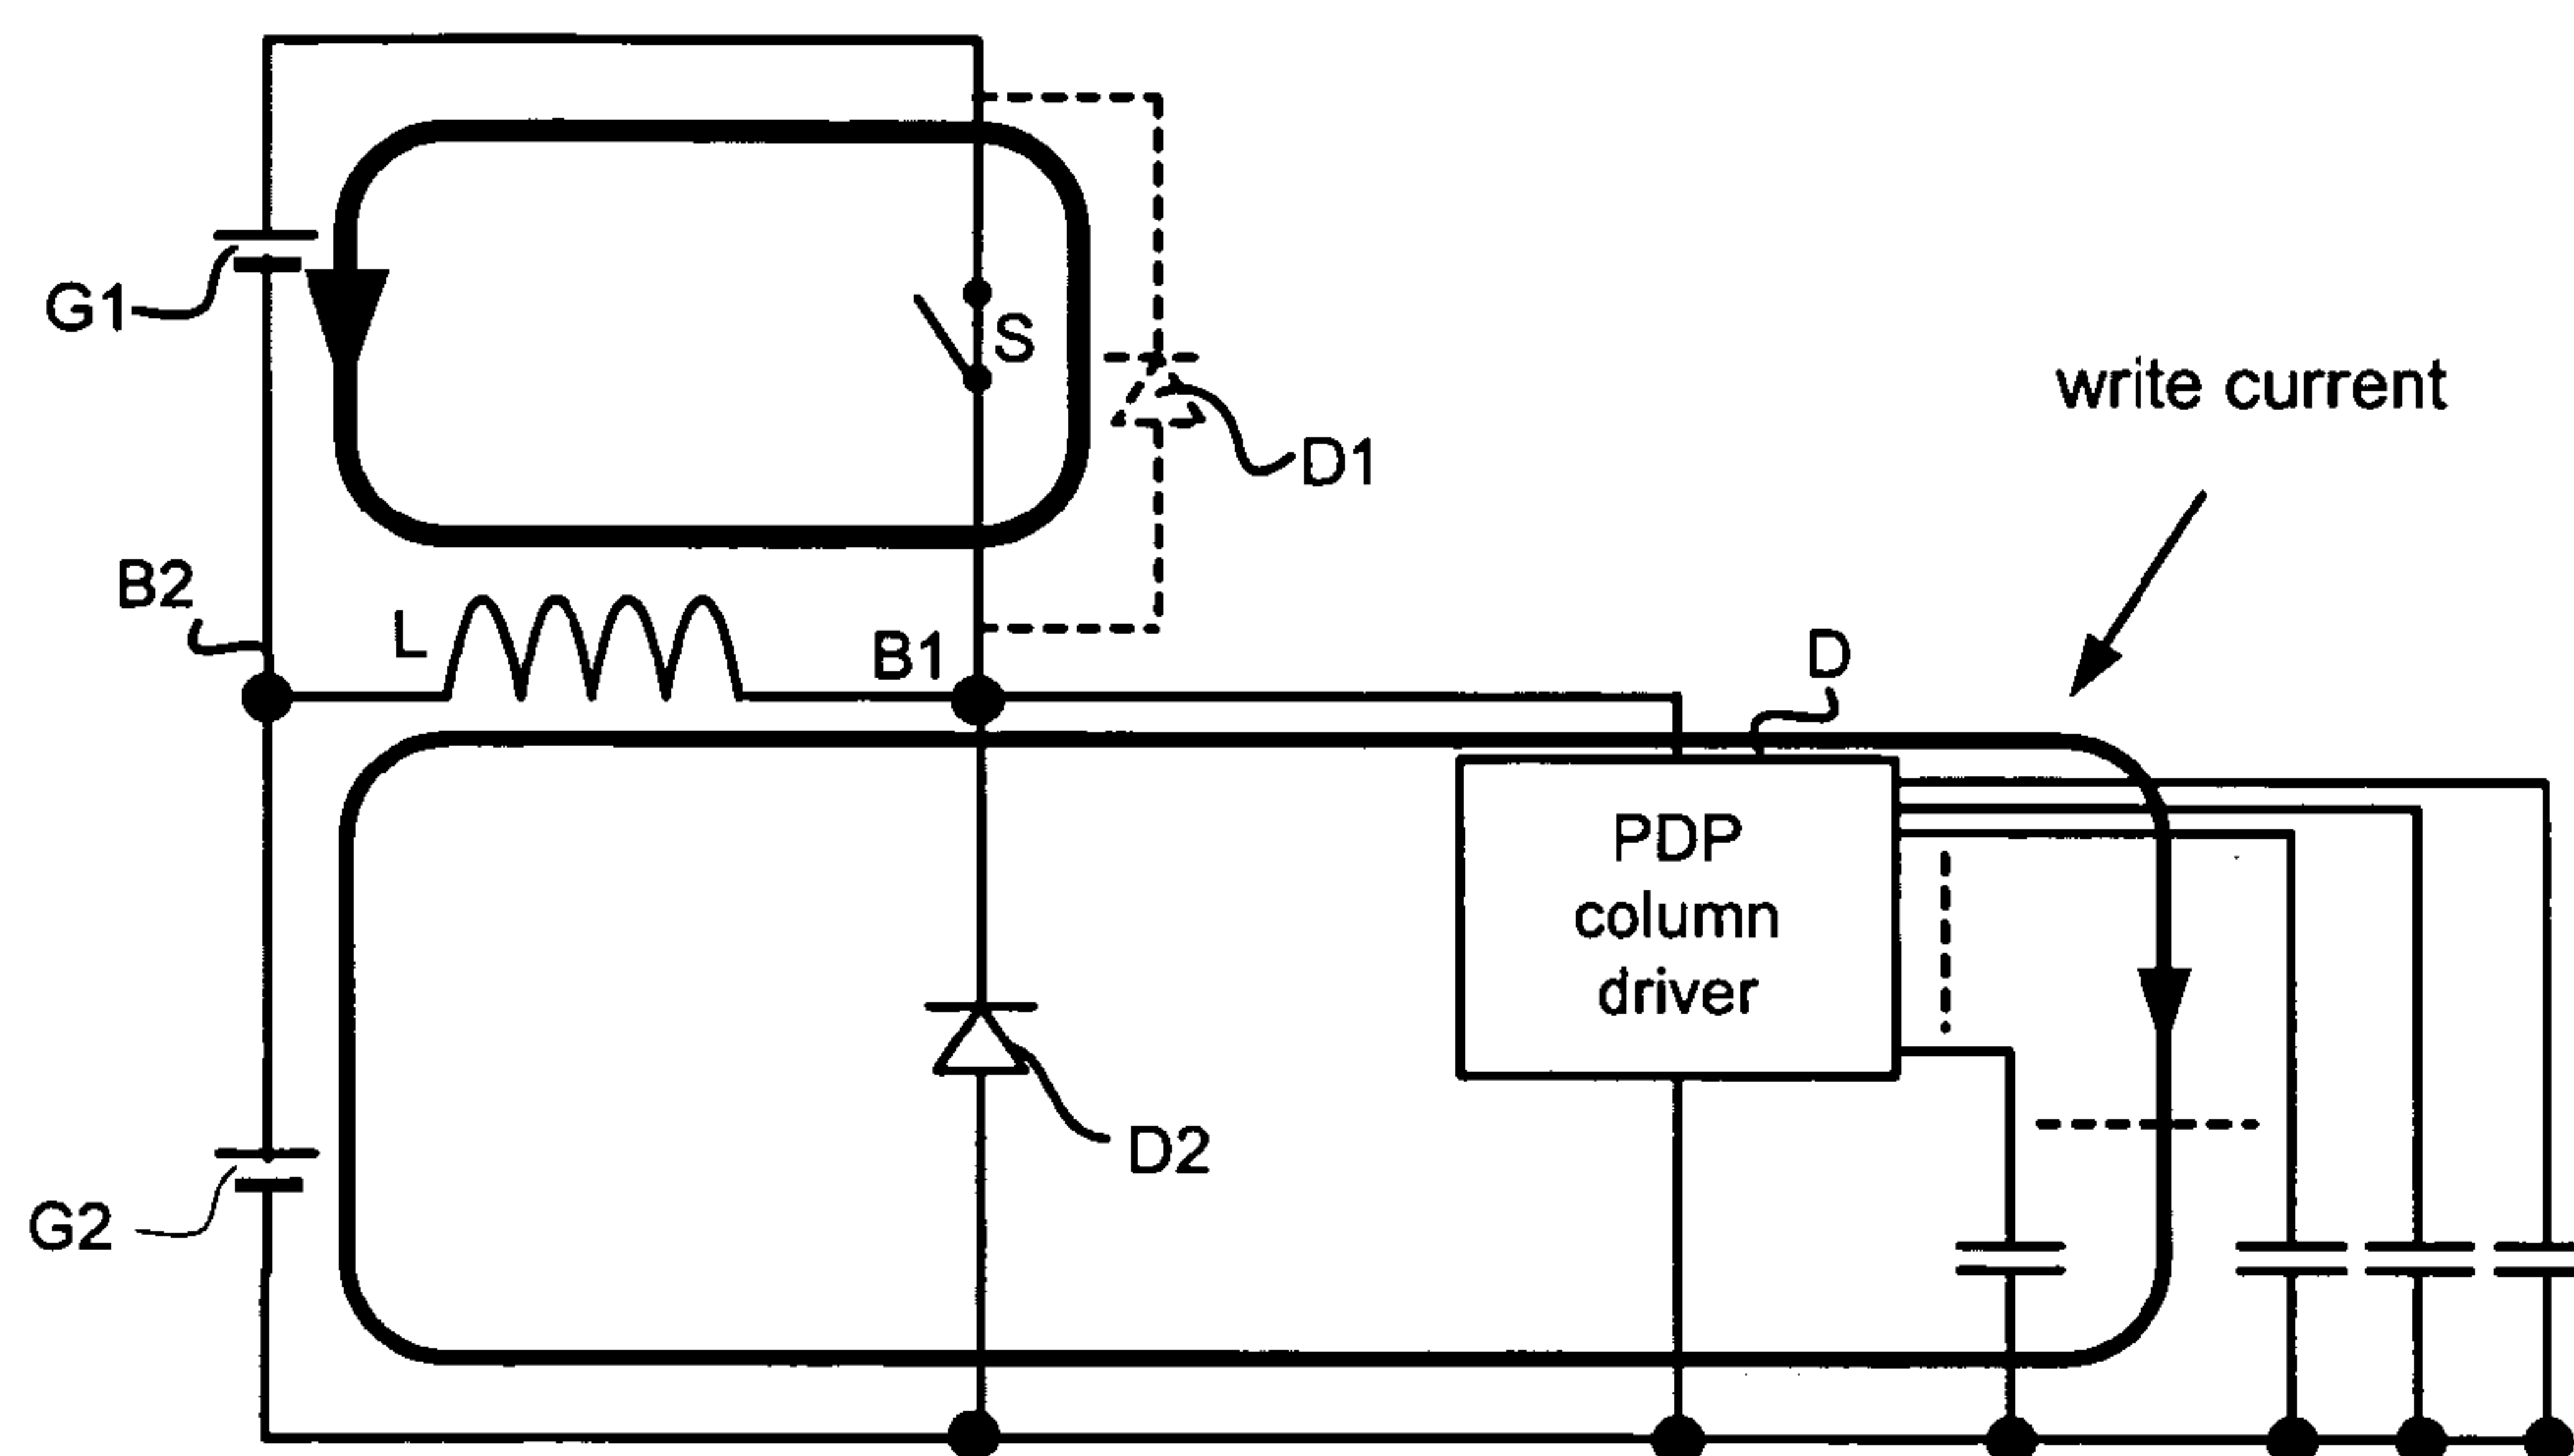 G1
S
D1
write current
B2
L
B1
D
PDP
column
driver
D2
G2